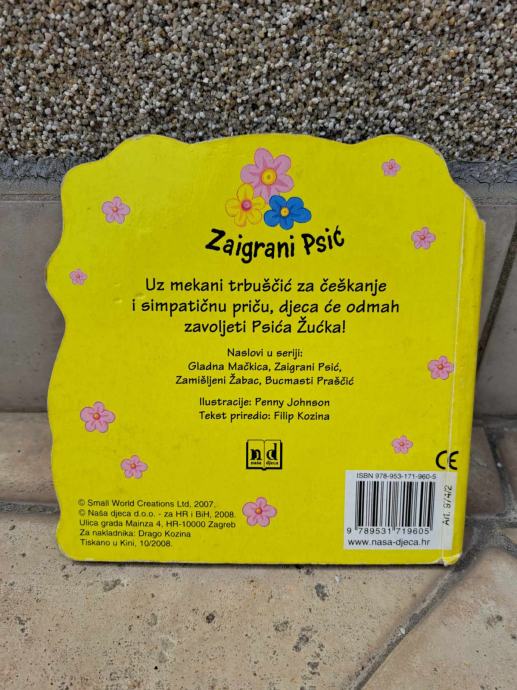 Zaigrani Psić
Uz mekani trbuščić za češkanje
i simpatičnu priču, djeca će odmah
zavoljeti Psića Žućka!
Naslovi u seriji:
Gladna Mačkica, Zaigrani Psić,
Zamišljeni Žabac, Bucmasti Praščić
Ilustracije: Penny Johnson
Tekst priredio: Filip Kozina
n d
naša djeca
© Small World Creations Ltd, 2007.
© Naša djeca d.o.o. - za HR i BiH, 2008.
Ulica grada Mainza 4, HR-10000 Zagreb
Za nakladnika: Drago Kozina
Tiskano u Kini, 10/2008.
CE
ISBN 978-953-171-960-5
9 789531 719605
www.nasa-djeca.hr
Art. 974/2